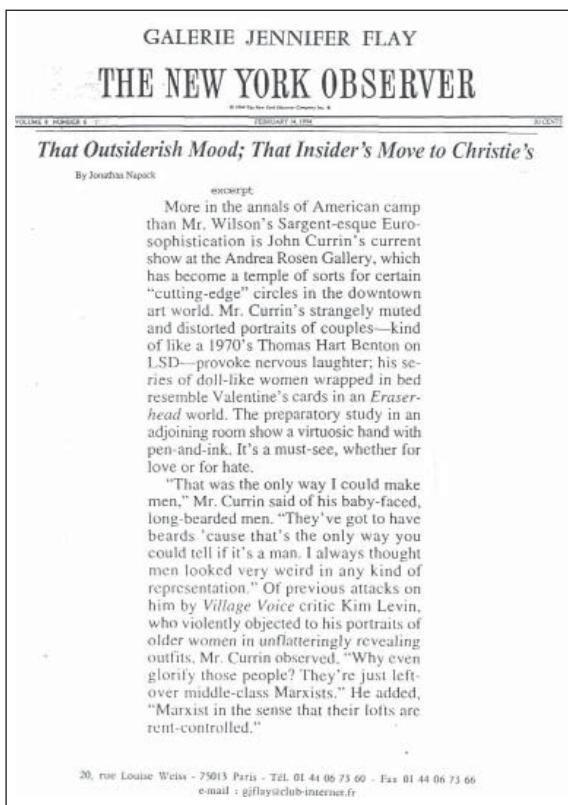 GALERIE JENNIFER FLAY
THE NEW YORK OBSERVER
VOLUME 8 NUMBER 6
FEBRUARY 14, 1994
50 CENTS
That Outsiderish Mood; That Insider's Move to Christie's
By Jonathan Napack
excerpt
More in the annals of American camp
than Mr. Wilson's Sargent-esque Euro-
sophistication is John Currin's current
show at the Andrea Rosen Gallery, which
has become a temple of sorts for certain
“cutting-edge” circles in the downtown
art world. Mr. Currin's strangely muted
and distorted portraits of couples—kind
of like a 1970's Thomas Hart Benton on
LSD—provoke nervous laughter; his se-
ries of doll-like women wrapped in bed
resemble Valentine's cards in an Eraser-
head world. The preparatory study in an
adjoining room show a virtuosic hand with
pen-and-ink. It's a must-see, whether for
love or for hate.
“That was the only way I could make
men,” Mr. Currin said of his baby-faced,
long-bearded men. “They've got to have
beards 'cause that's the only way you
could tell if it's a man. I always thought
men looked very weird in any kind of
representation.” Of previous attacks on
him by Village Voice critic Kim Levin,
who violently objected to his portraits of
older women in unflatteringly revealing
outfits, Mr. Currin observed, “Why even
glorify those people? They're just left-
over middle-class Marxists.” He added,
“Marxist in the sense that their lofts are
rent-controlled.”
20, rue Louise Weiss - 75013 Paris - Tél. 01 44 06 73 60 - Fax 01 44 06 73 66
e-mail : gjflay@club-internet.fr